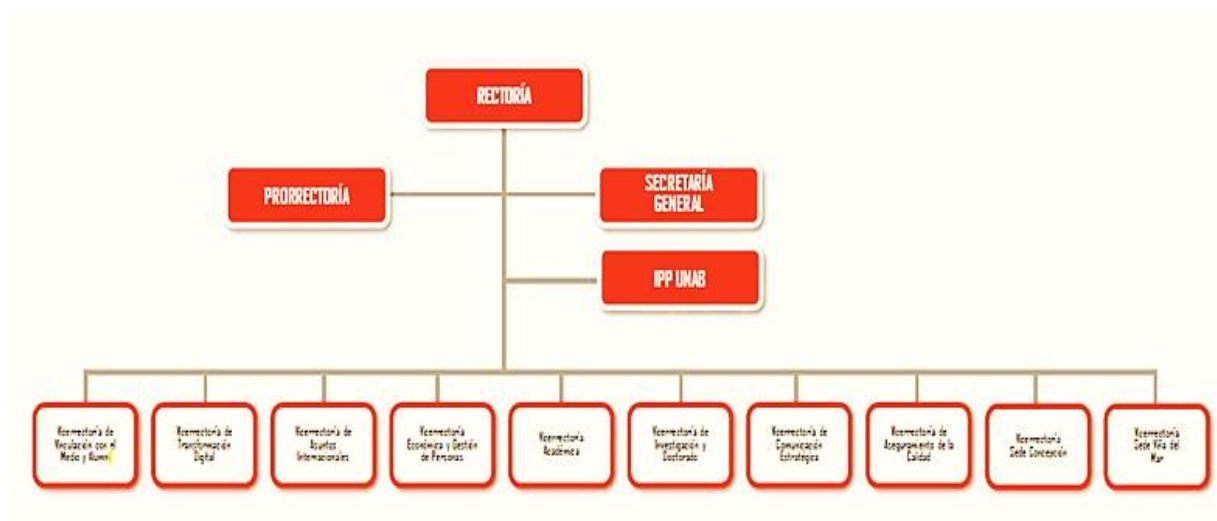 RECTORÍA
PRORRECTORÍA
SECRETARÍA
GENERAL
IPP UNAB
Vicerrectoría de
Vinculación con el
Medio y Alumni
Vicerrectoría de
Transformación
Digital
Vicerrectoría de
Asuntos
Internacionales
Vicerrectoría
Económica y Gestión
de Personas
Vicerrectoría
Académica
Vicerrectoría de
Investigación y
Doctorado
Vicerrectoría de
Comunicación
Estratégica
Vicerrectoría de
Aseguramiento de la
Calidad
Vicerrectoría
Sede Concepción
Vicerrectoría
Sede Viña del
Mar